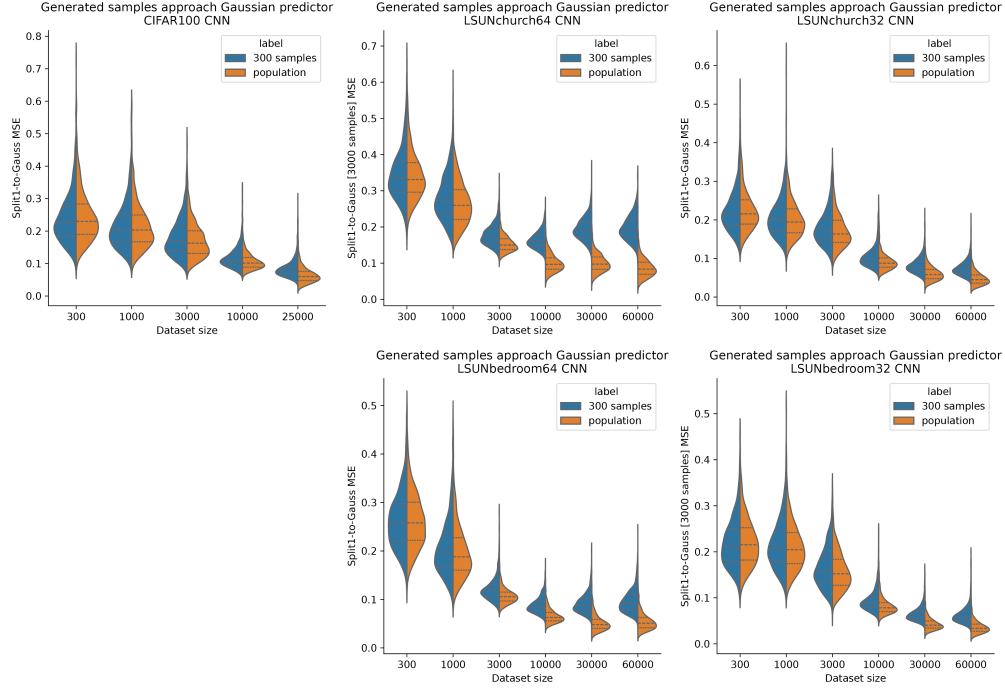 Generated samples approach Gaussian predictor
CIFAR100 CNN
Split1-to-Gauss MSE
0.8
0.7
0.6
0.5
0.4
0.3
0.2
0.1
0.0
label
300 samples
population
300 1000 3000 10000 25000
Dataset size
Generated samples approach Gaussian predictor
LSUNchurch64 CNN
Split1-to-Gauss [3000 samples] MSE
0.7
0.6
0.5
0.4
0.3
0.2
0.1
0.0
label
300 samples
population
300 1000 3000 10000 30000 60000
Dataset size
Generated samples approach Gaussian predictor
LSUNchurch32 CNN
Split1-to-Gauss MSE
0.6
0.5
0.4
0.3
0.2
0.1
0.0
label
300 samples
population
300 1000 3000 10000 30000 60000
Dataset size
Generated samples approach Gaussian predictor
LSUNbedroom64 CNN
Split1-to-Gauss MSE
0.5
0.4
0.3
0.2
0.1
0.0
label
300 samples
population
300 1000 3000 10000 30000 60000
Dataset size
Generated samples approach Gaussian predictor
LSUNbedroom32 CNN
Split1-to-Gauss [3000 samples] MSE
0.5
0.4
0.3
0.2
0.1
0.0
label
300 samples
population
300 1000 3000 10000 30000 60000
Dataset size